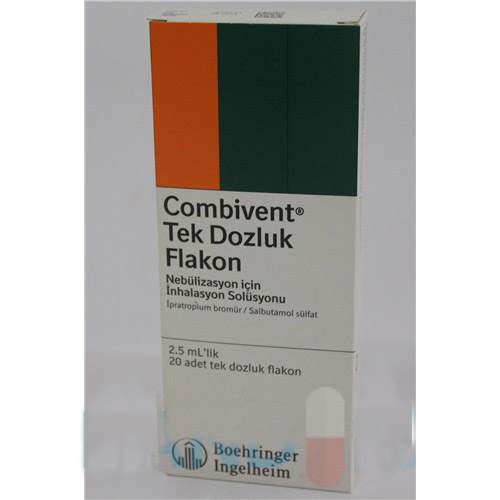 Combivent®
Tek Dozluk
Flakon
Nebülizasyon için
İnhalasyon Solüsyonu
İpratropium bromür / Salbutamol sülfat
2.5 mL'lik
20 adet tek dozluk flakon
Boehringer
Ingelheim